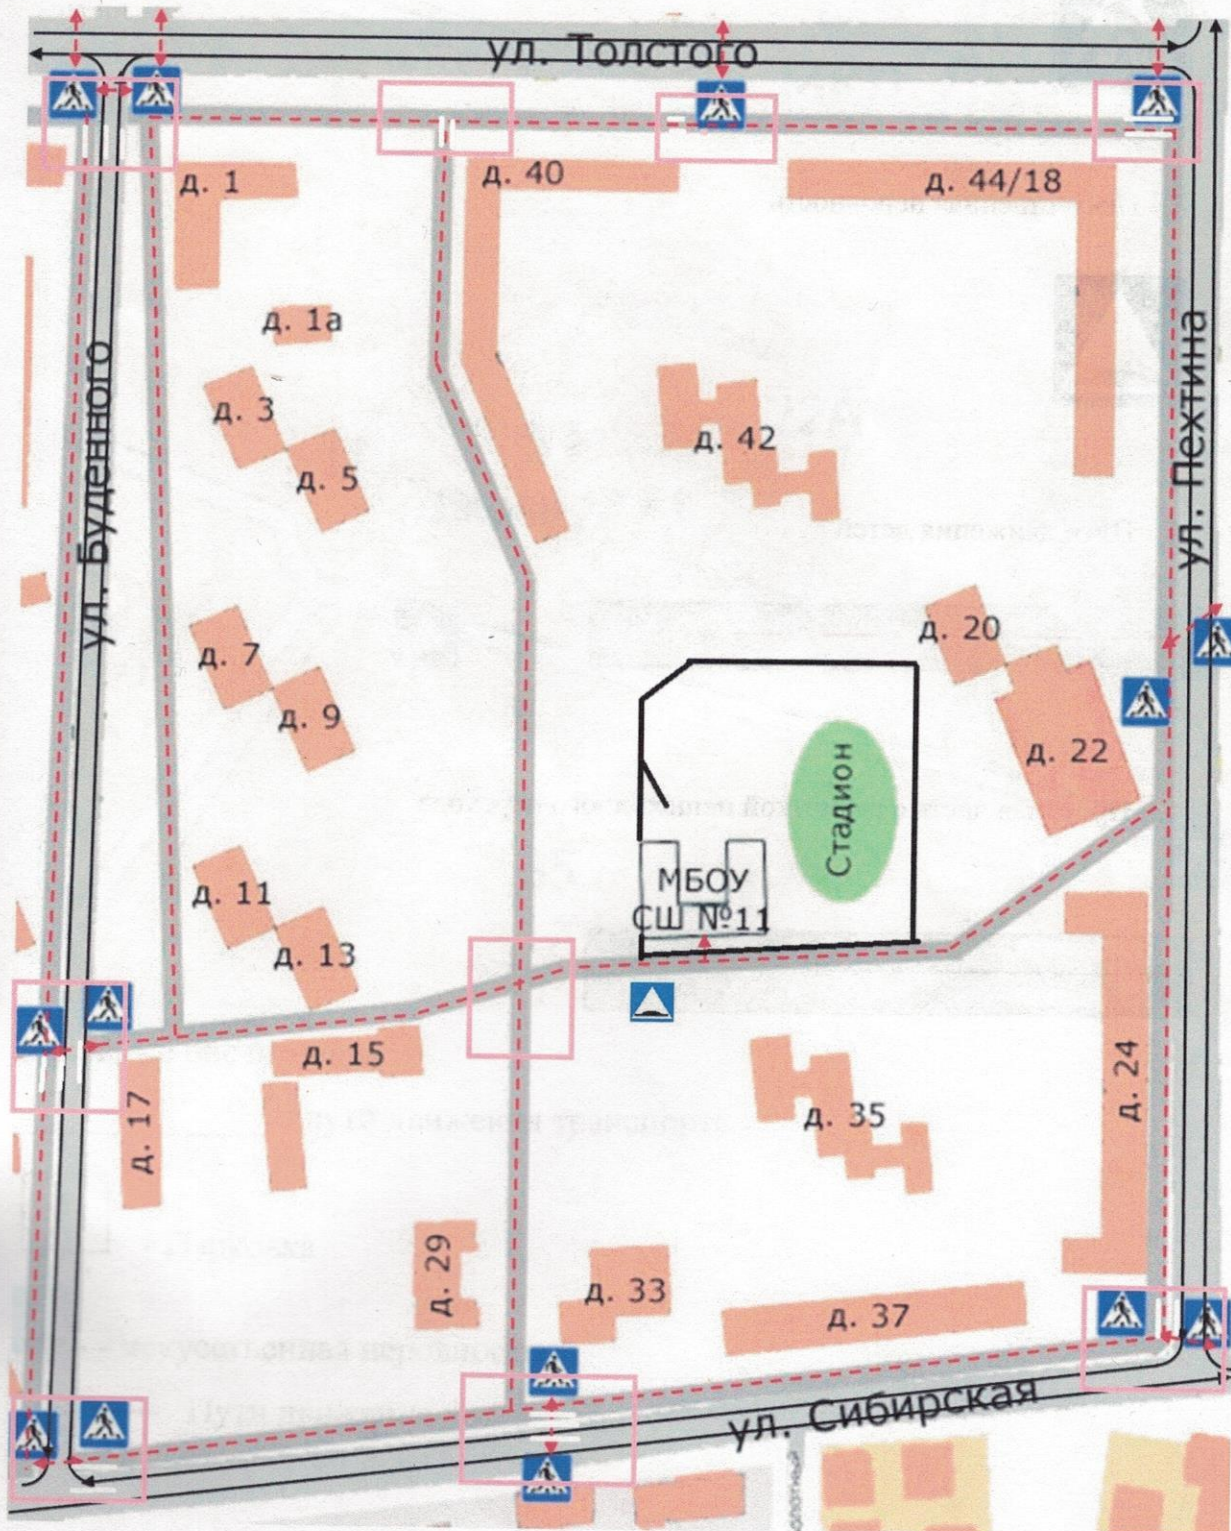 ул. Толстого
д. 1
д. 40
д. 44/18
д. 1а
ул. Буденного
ул. Пехтина
д. 3
д. 42
д. 5
д. 20
д. 7
д. 9
д. 22
Стадион
МБОУ
СШ №11
д. 11
д. 13
д. 15
д. 17
д. 24
д. 35
д. 29
д. 33
д. 37
ул. Сибирская